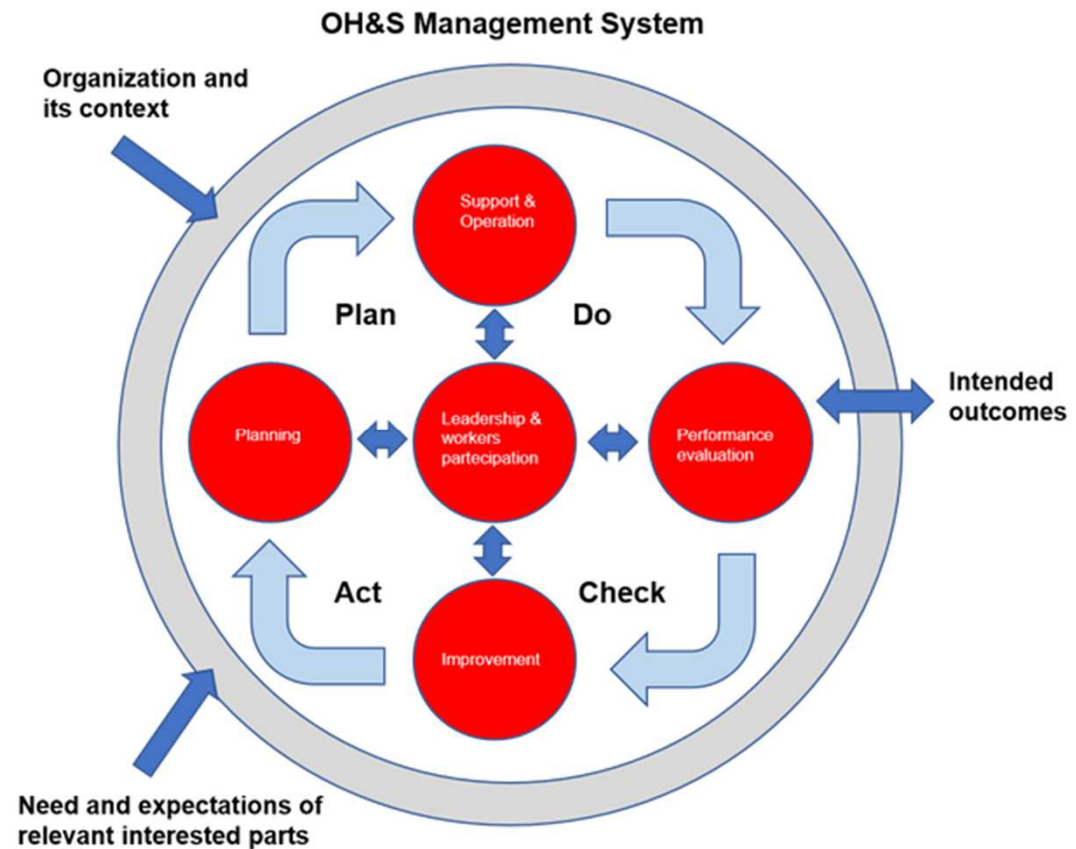 OH&S Management System
Organization and
its context
Support &
Operation
Plan
Do
Intended
outcomes
Planning
Leadership &
workers
partecipation
Performance
evaluation
Act
Check
Improvement
Need and expectations of
relevant interested parts